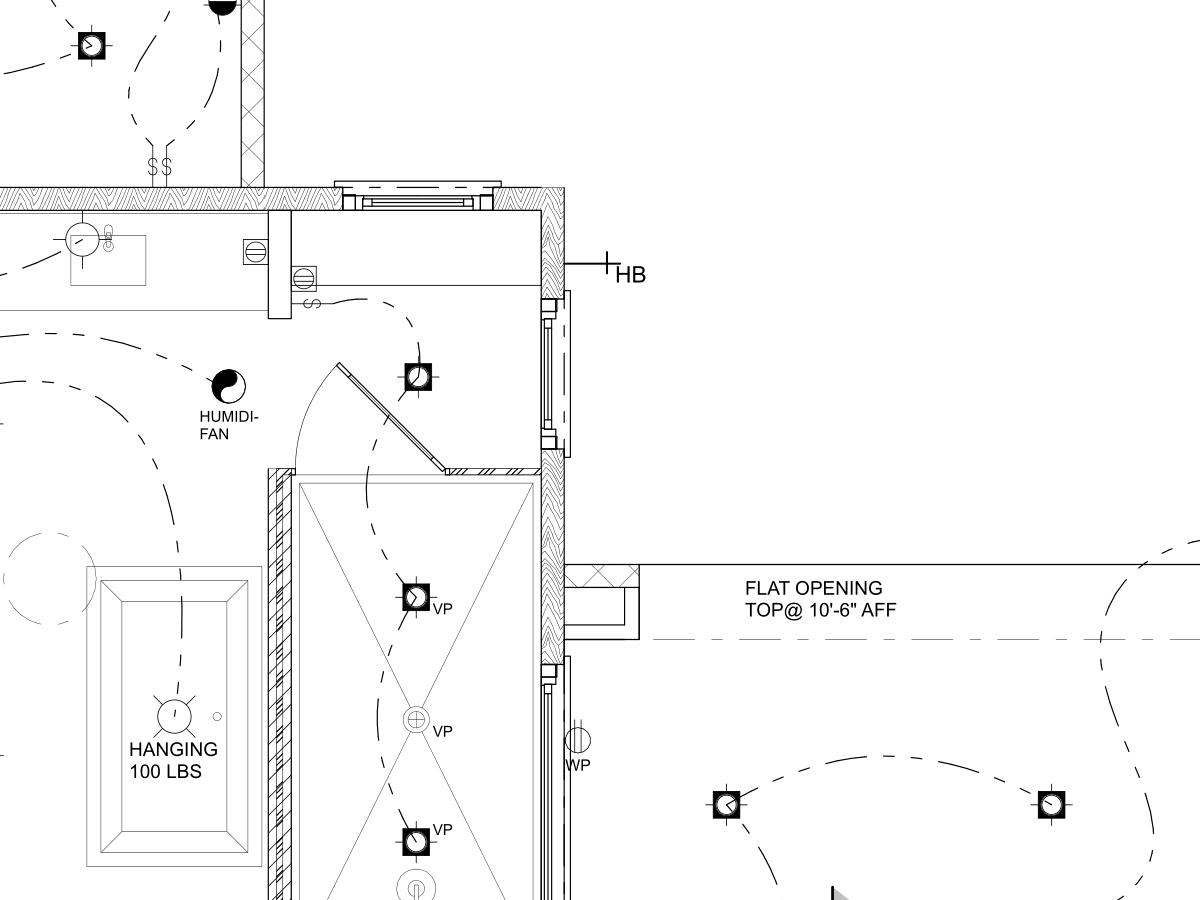 SS
HB
S
HUMIDI-
FAN
FLAT OPENING
TOP@ 10'-6" AFF
VP
VP
HANGING
100 LBS
WP
VP